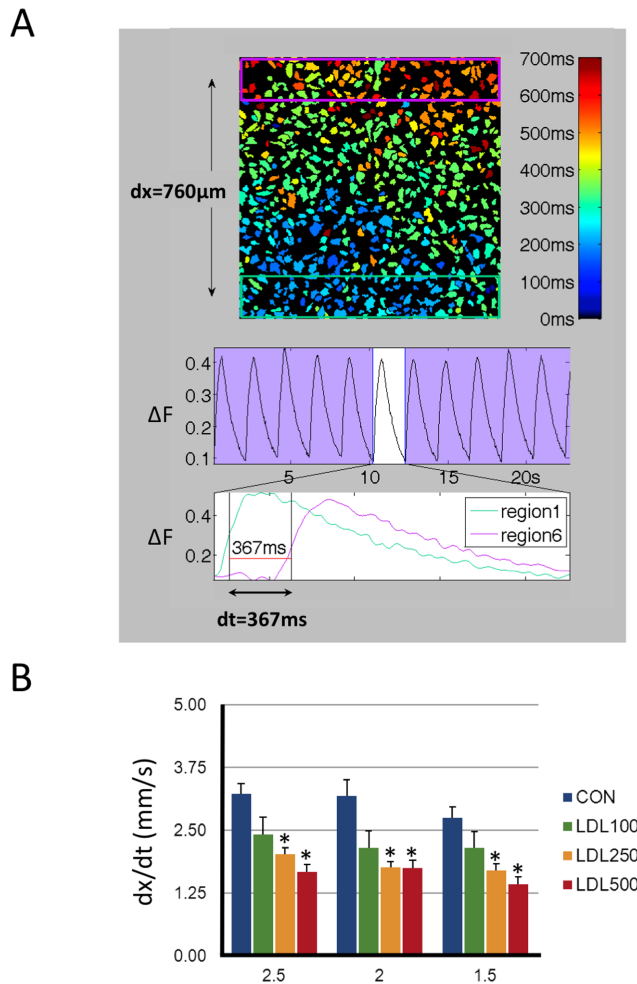 A
700ms
600ms
500ms
400ms
300ms
200ms
100ms
0ms
dx=760μm
0.4
0.3
0.2
0.1
ΔF
5
10
15
20s
0.4
0.2
ΔF
region1
region6
367ms
dt=367ms
B
5.00
3.75
2.50
1.25
0.00
dx/dt (mm/s)
* * * * * *
CON
LDL100
LDL250
LDL500
2.5 2 1.5